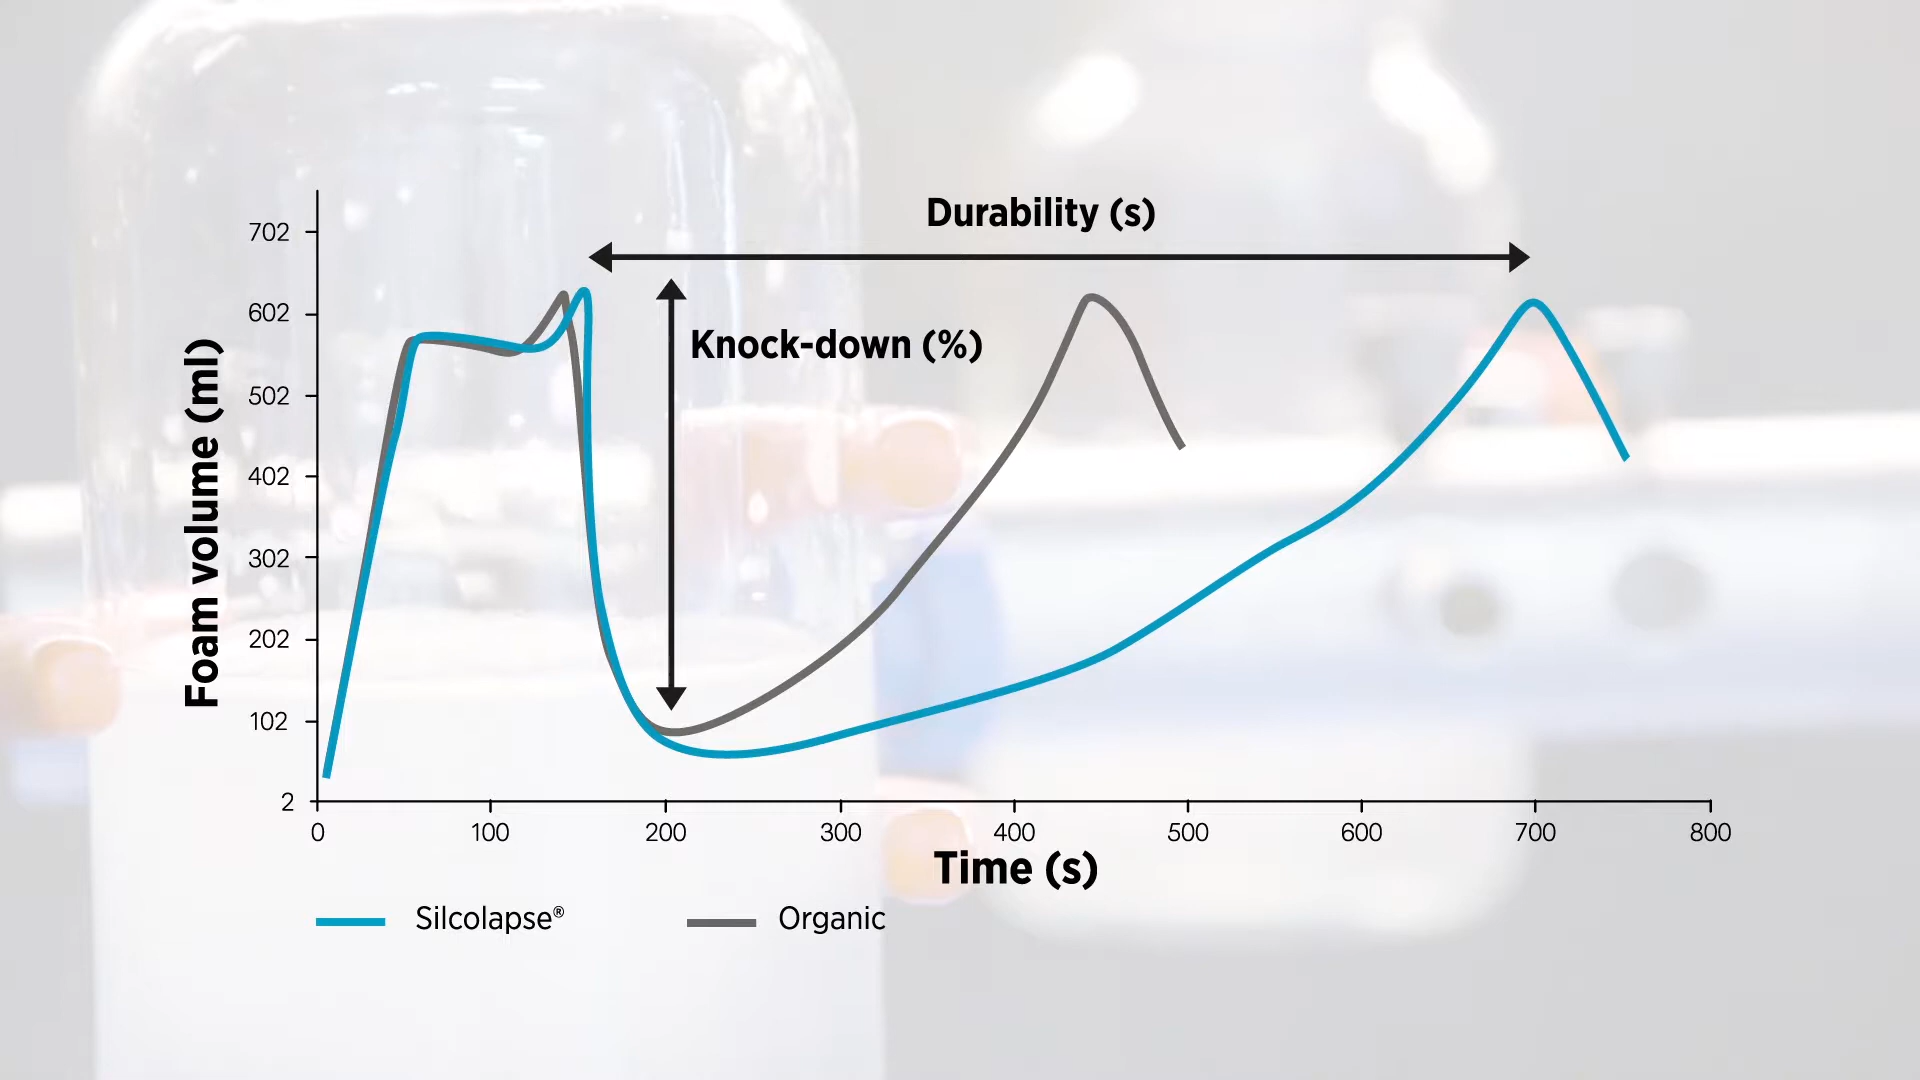 Durability (s)
702
602
Knock-down (%)
502
402
302
202
102
2
Foam volume (ml)
0 100 200 300 400 500 600 700 800
Time (s)
Silcolapse® Organic